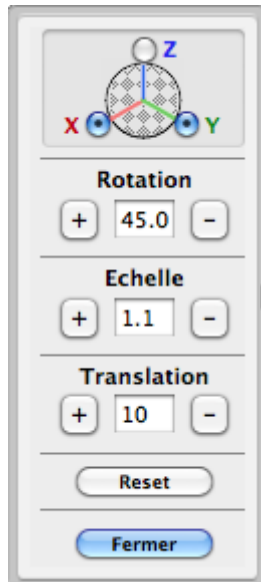 Z
X Y
Rotation
+ 45.0 -
Echelle
+ 1.1 -
Translation
+ 10 -
Reset
Fermer